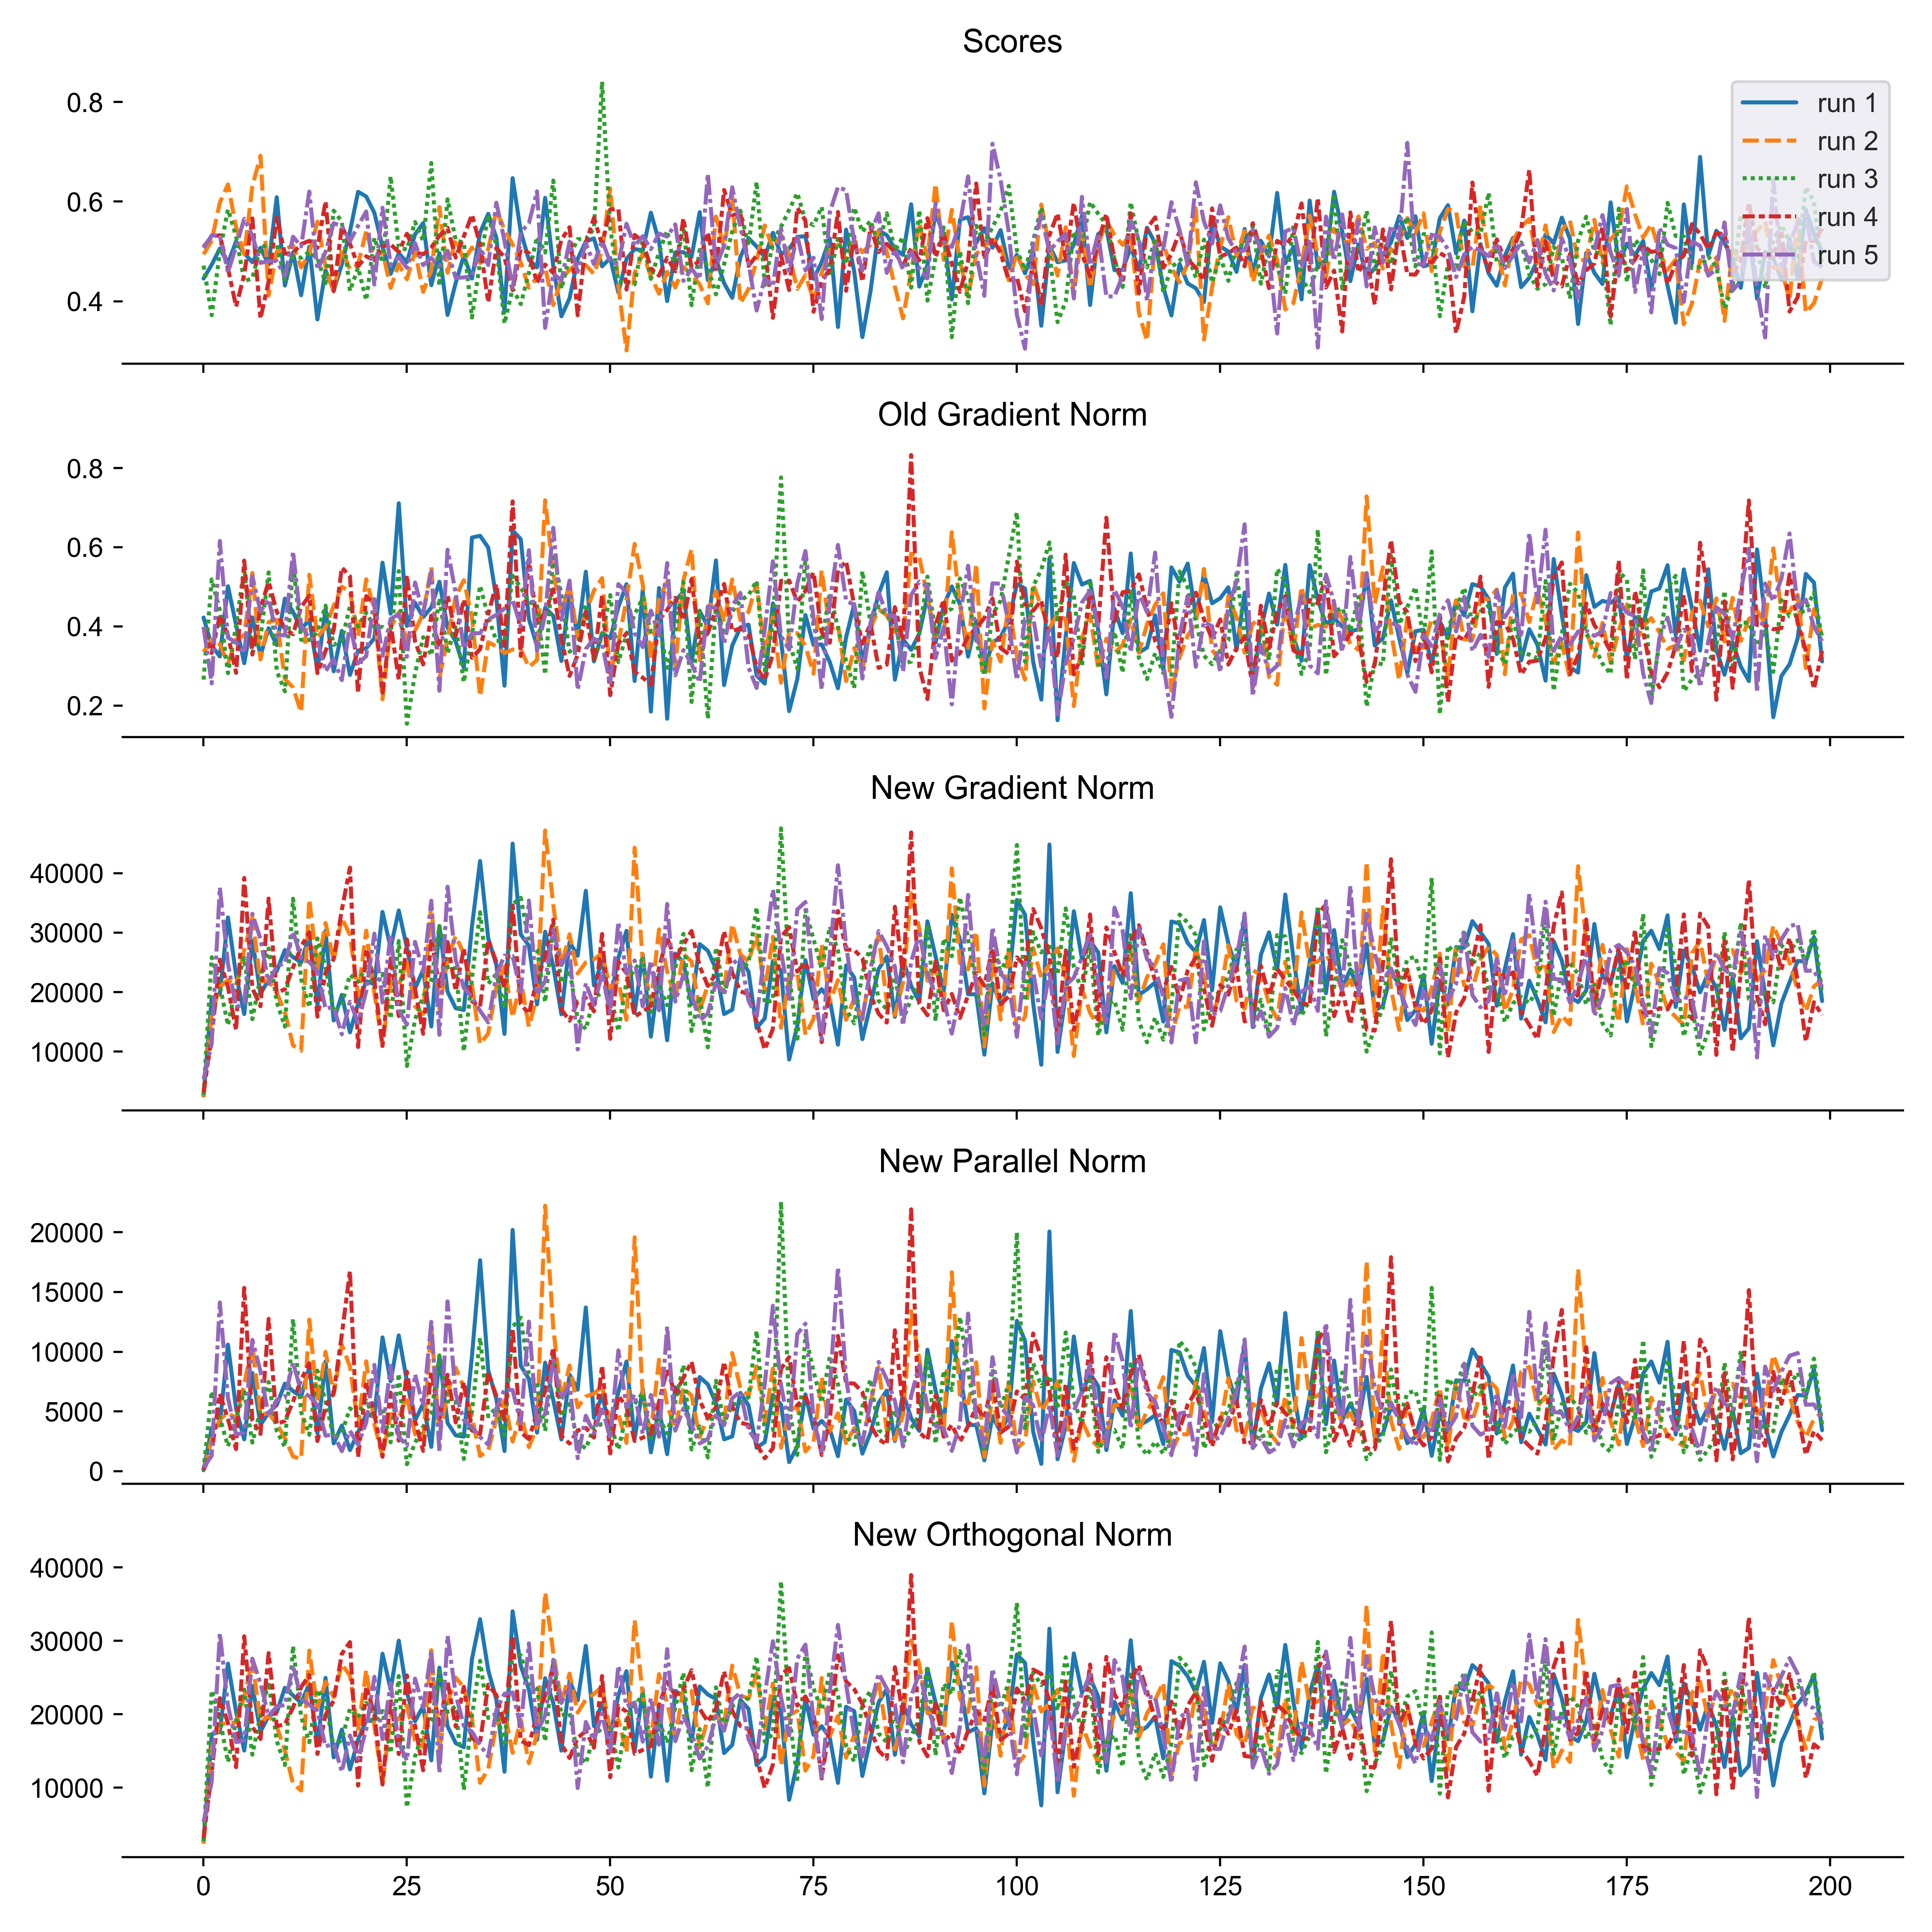 Scores
0.8
0.6
0.4
run 1
run 2
run 3
run 4
run 5
Old Gradient Norm
0.8
0.6
0.4
0.2
New Gradient Norm
40000
30000
20000
10000
New Parallel Norm
20000
15000
10000
5000
0
New Orthogonal Norm
40000
30000
20000
10000
0 25 50 75 100 125 150 175 200